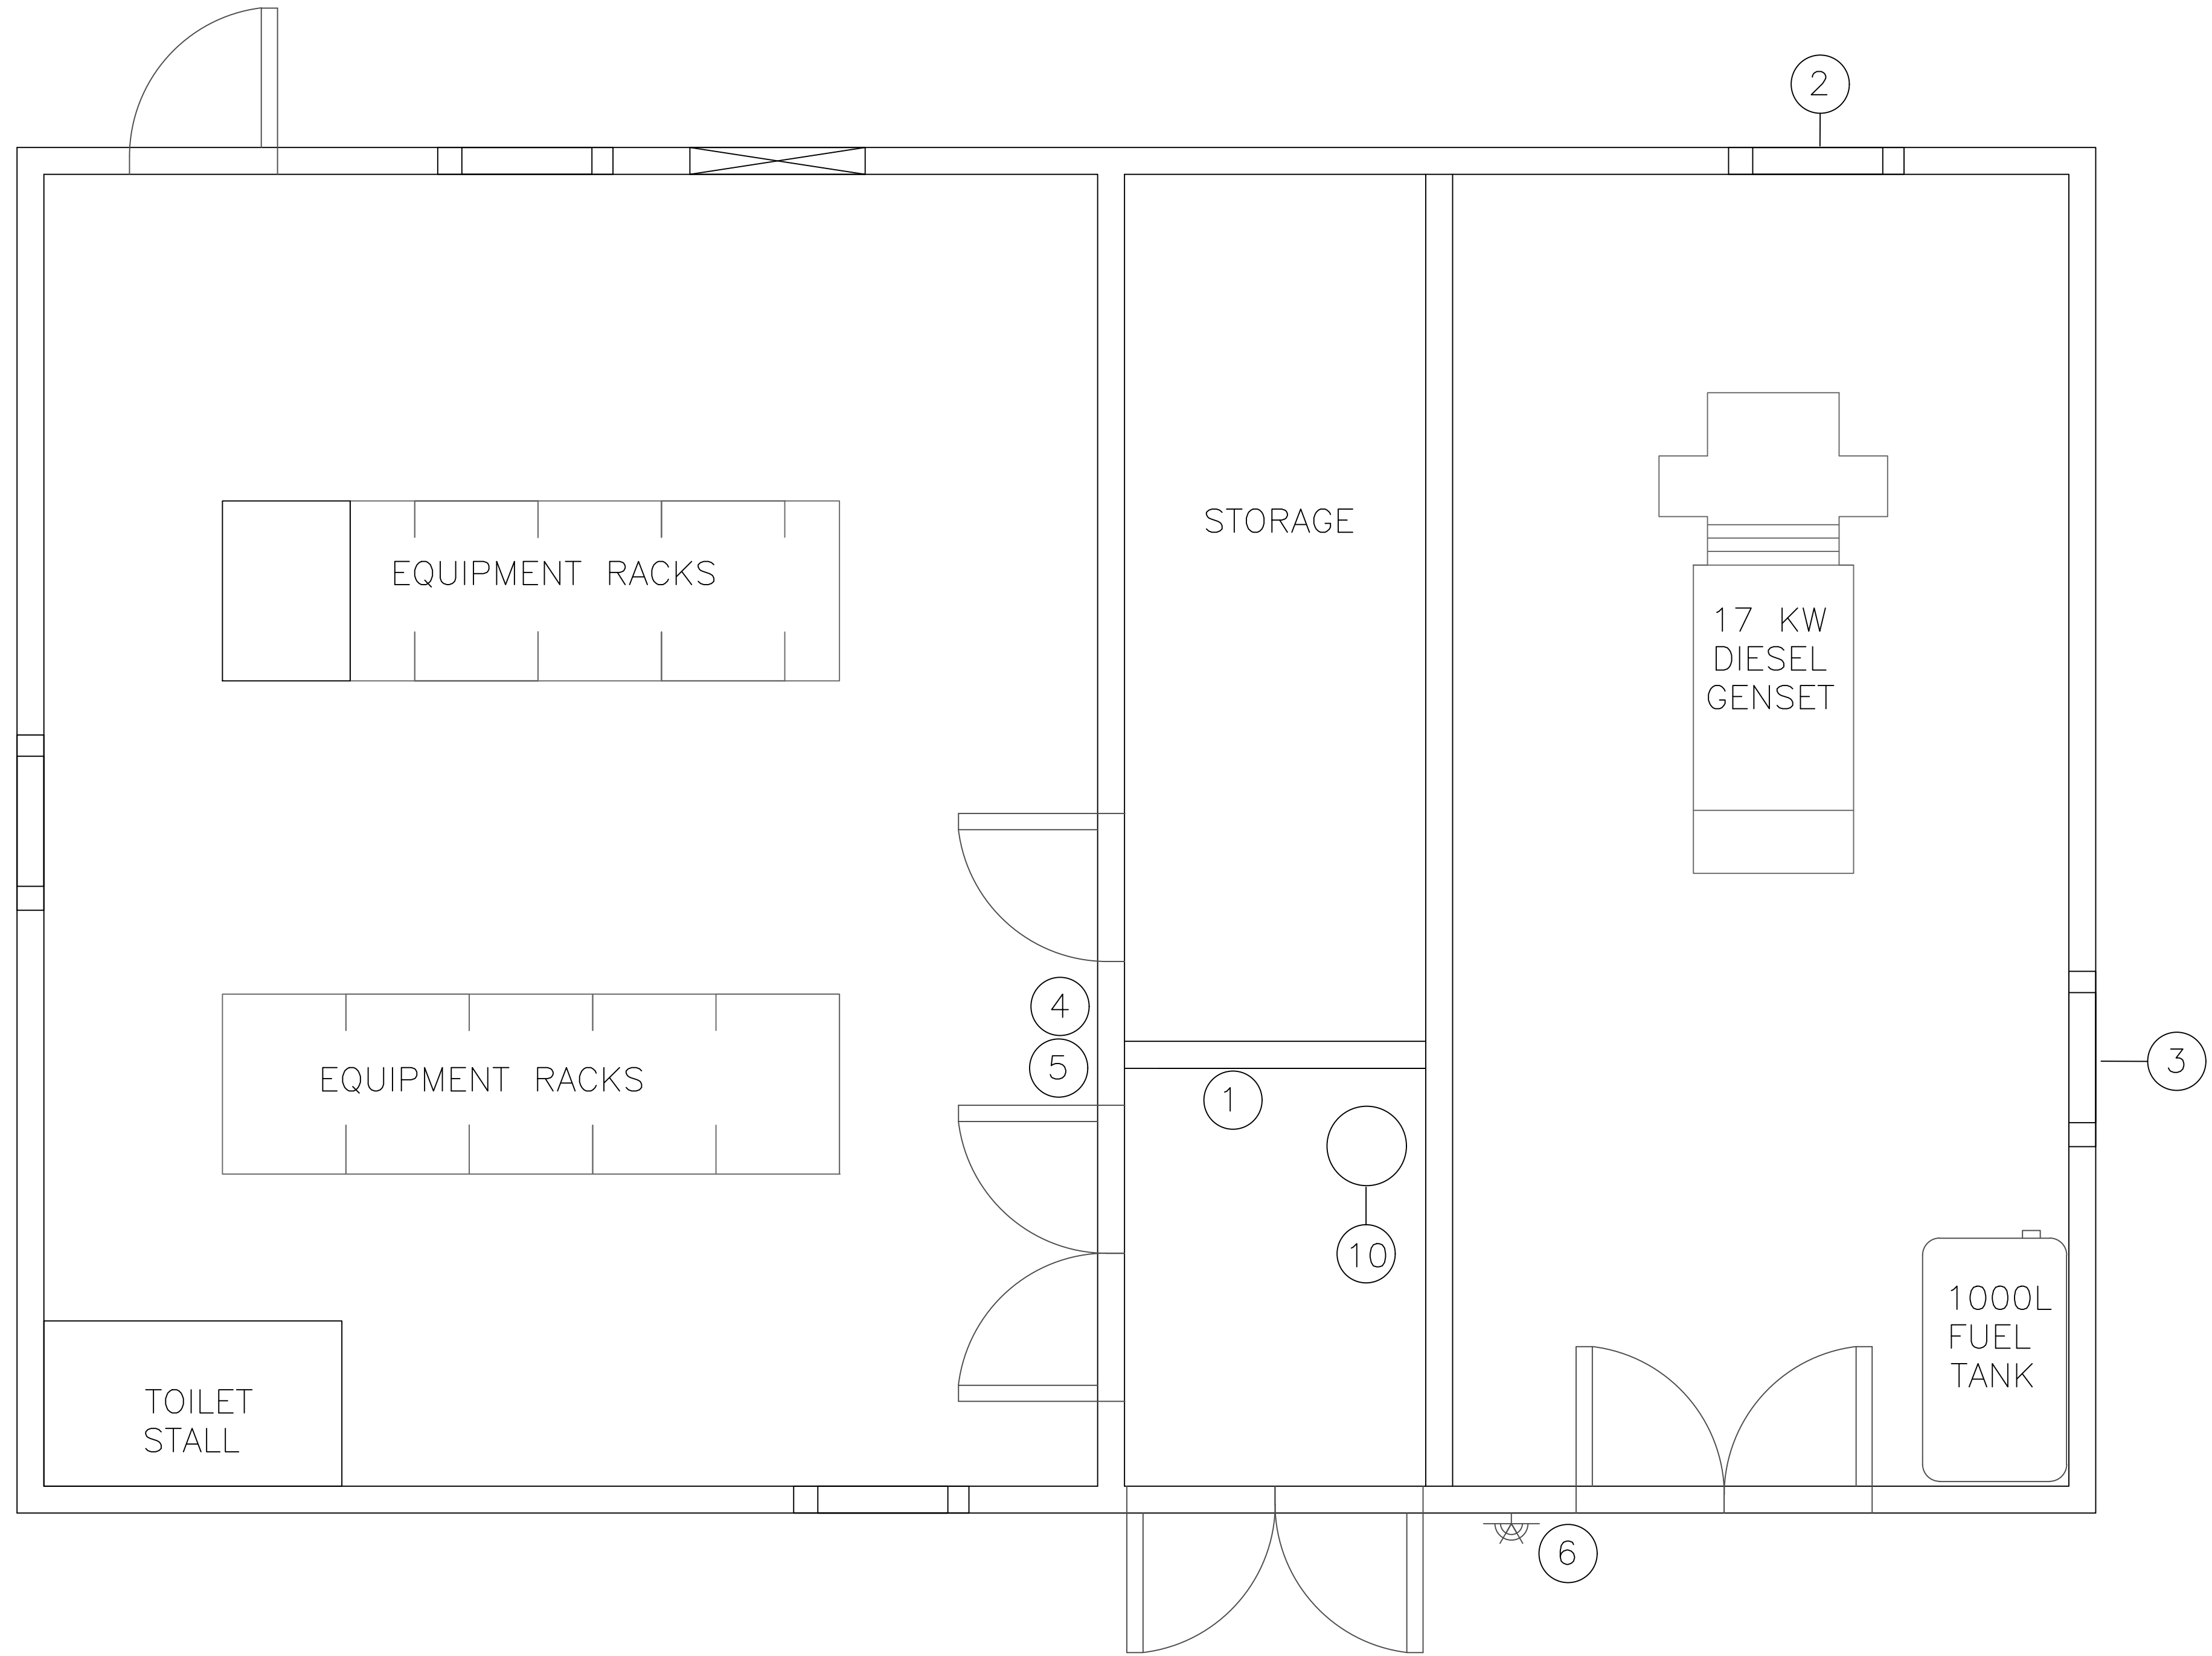 2
STORAGE
EQUIPMENT RACKS
17 KW
DIESEL
GENSET
4
5
3
EQUIPMENT RACKS
1
10
1000L
FUEL
TANK
TOILET
STALL
6